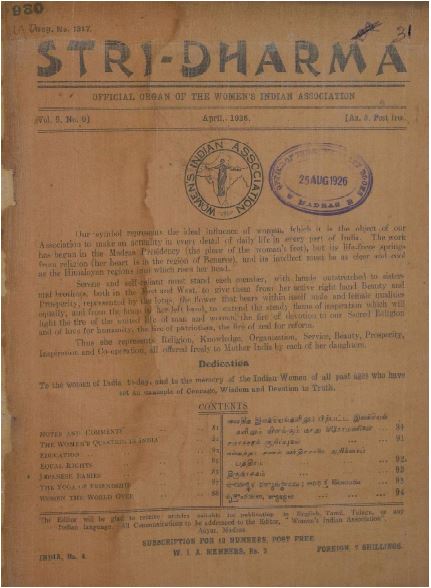 930
Regd. No. 1317.
31
STRI-DHARMA
OFFICIAL ORGAN OF THE WOMEN'S INDIAN ASSOCIATION
Vol. 9, No. 6]
April, 1926.
[An. 3. Post free
WOMEN'S INDIAN ASSOCIATION
25 AUG 1926
MADRAS
Our symbol represents the ideal influence of woman, which it is the object of our
Association to make an actuality in every detail of daily life in every part of India. The work
has begun in the Madras Presidency (the place of the woman's feet), but its life-force springs
from religion (her heart is the region of Benares), and its intellect must be as clear and cool
as the Himalayan regions into which rises her head.
Serene and self-reliant must stand each member, with hands outstretched to sisters
and brethren, both in the East and West, to give them from her active right hand Beauty and
Prosperity, represented by the lotus, the flower that bears within itself male and female qualities
equally, and from the lamp in her left hand, to extend the steady flame of inspiration which will
light the fire of the united life of man and woman, the fire of devotion to our Sacred Religion
and of love for humanity, the fire of patriotism, the fire of zeal for reform.
Thus she represents Religion, Knowledge, Organization, Service, Beauty, Prosperity,
Inspiration and Co-operation, all offered freely to Mother India by each of her daughters.
Dedication
To the women of India today, and to the memory of the Indian Women of all past ages who have
set an example of Courage, Wisdom and Devotion to Truth.
CONTENTS
NOTES AND COMMENTS .. 81
THE WOMEN'S QUESTION IN INDIA
EDUCATION
EQUAL RIGHTS
JAPANESE BABIES
THE YOGA OF FRIENDSHIP
WOMEN THE WORLD OVER .. 88
91
92
93
94
The Editor will be glad to receive articles suitable for publication in English, Tamil, Telugu, or any
Indian language. All Communications to be addressed to the Editor, "Women's Indian Association",
Adyar, Madras
SUBSCRIPTION FOR 12 NUMBERS, POST FREE
INDIA, Rs. 4.
W. I. A. MEMBERS, Rs. 3
FOREIGN 7 SHILLINGS.